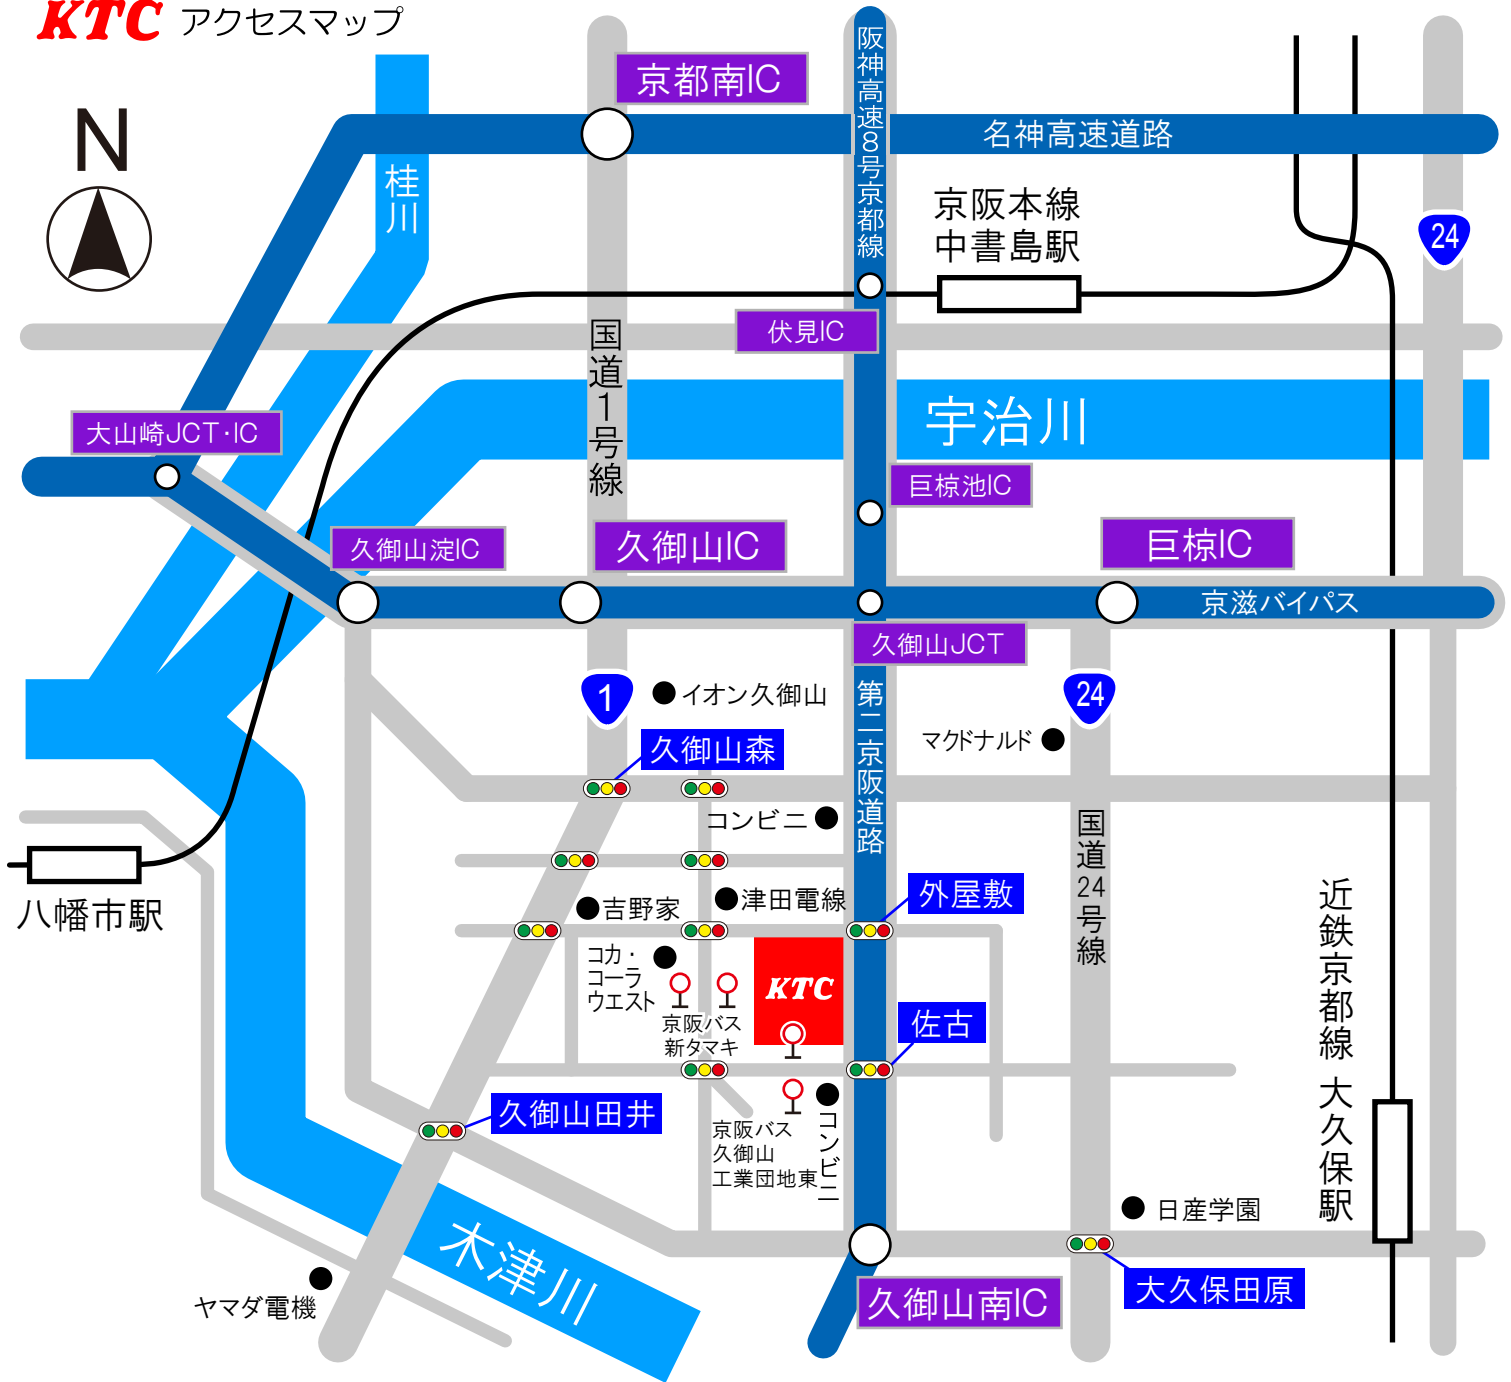 KTC アクセスマップ
N
京都南IC
阪神高速8号京都線
名神高速道路
桂川
京阪本線
中書島駅
24
伏見IC
国道1号線
宇治川
大山崎JCT･IC
巨椋池IC
久御山淀IC
久御山IC
巨椋IC
京滋バイパス
久御山JCT
1
イオン久御山
第二京阪道路
24
マクドナルド
久御山森
コンビニ
国道24号線
八幡市駅
吉野家
津田電線
外屋敷
近鉄京都線 大久保駅
コカ・
コーラ
ウエスト
KTC
京阪バス
新タマキ
佐古
久御山田井
京阪バス
久御山
工業団地東
コンビニ
日産学園
木津川
ヤマダ電機
久御山南IC
大久保田原